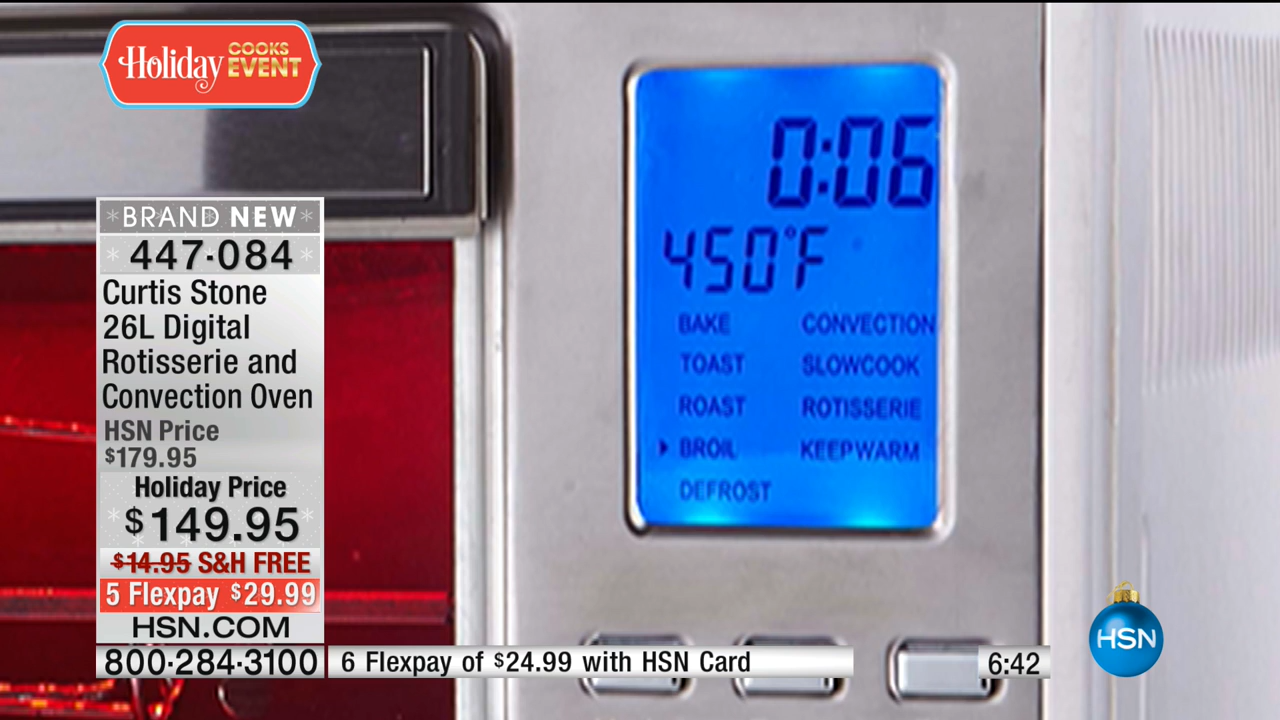 Holiday COOKS EVENT
BRAND NEW
447-084
Curtis Stone
26L Digital
Rotisserie and
Convection Oven
HSN Price
$179.95
Holiday Price
$149.95
$14.95 S&H FREE
5 Flexpay $29.99
HSN.COM
800-284-3100
6 Flexpay of $24.99 with HSN Card
6:42
HSN
0:06
450°F
BAKE CONVECTION
TOAST SLOWCOOK
ROAST ROTISSERIE
BROIL KEEPWARM
DEFROST